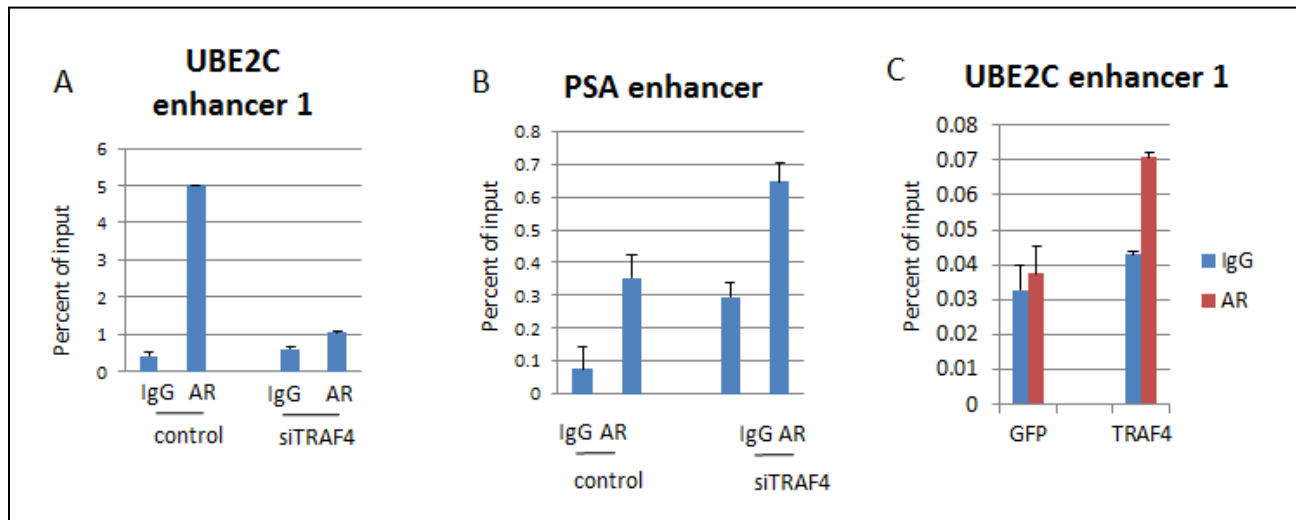 A
UBE2C
enhancer 1
Percent of input
6
5
4
3
2
1
0
IgG AR
IgG AR
control
siTRAF4
B
PSA enhancer
Percent of input
0.8
0.7
0.6
0.5
0.4
0.3
0.2
0.1
0
IgG AR
IgG AR
control
siTRAF4
C
UBE2C enhancer 1
Percent of input
0.08
0.07
0.06
0.05
0.04
0.03
0.02
0.01
0
GFP
TRAF4
IgG
AR